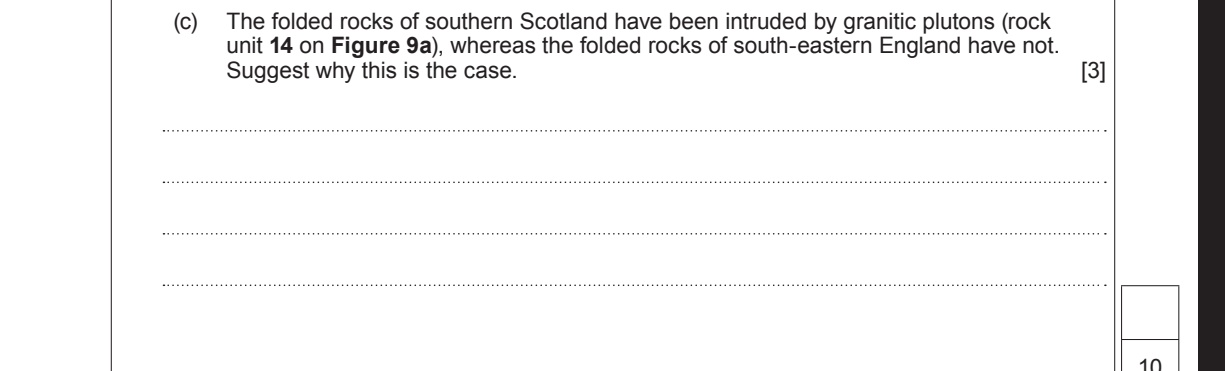 (c) The folded rocks of southern Scotland have been intruded by granitic plutons (rock
unit 14 on Figure 9a), whereas the folded rocks of south-eastern England have not.
Suggest why this is the case. [3]
10